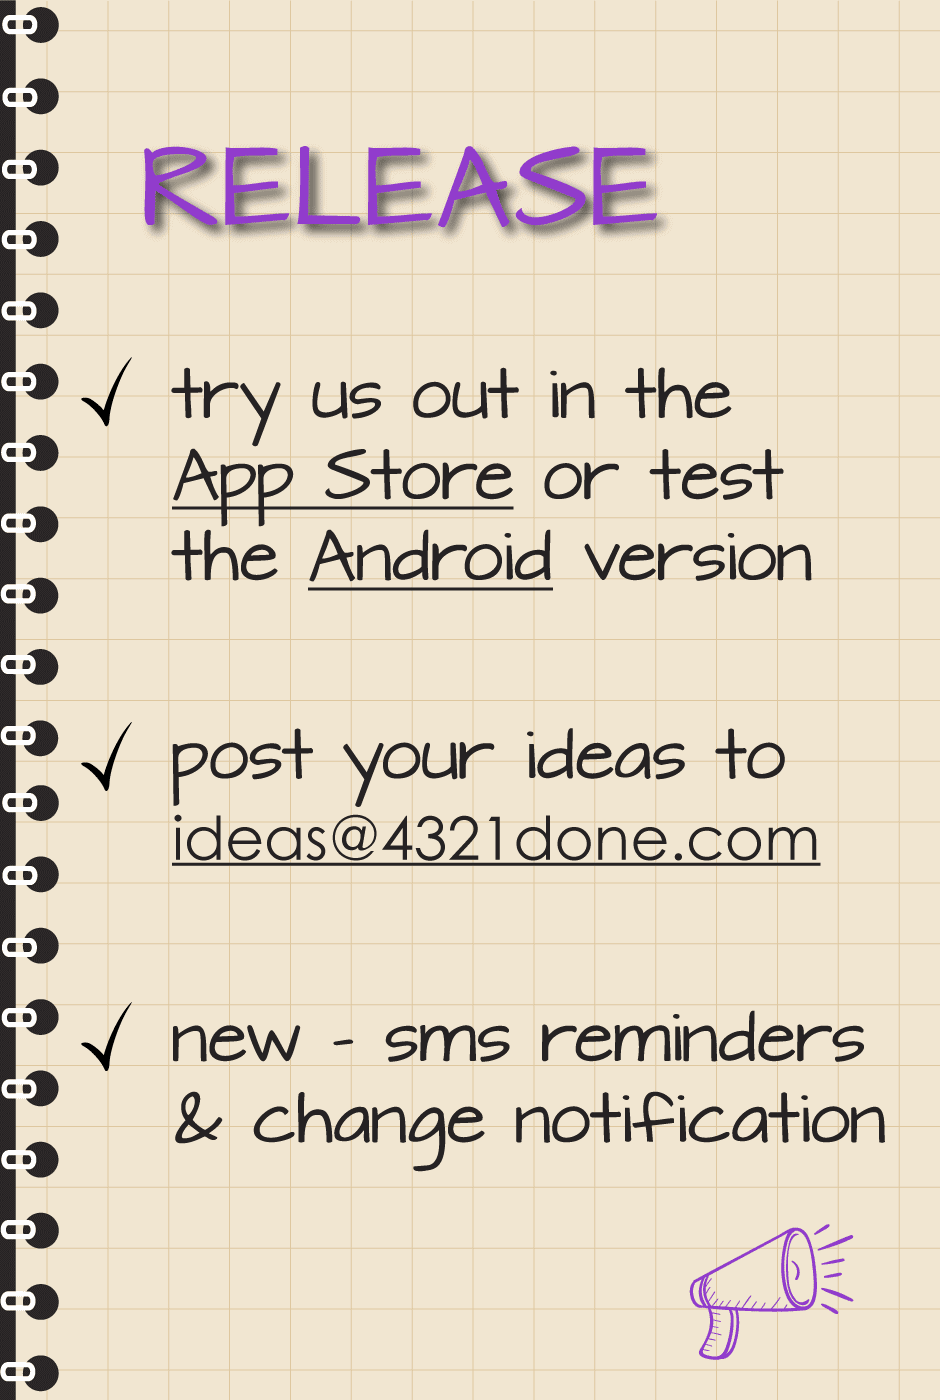 RELEASE
try us out in the
App Store or test
the Android version
post your ideas to
ideas@4321done.com
new - sms reminders
& change notification